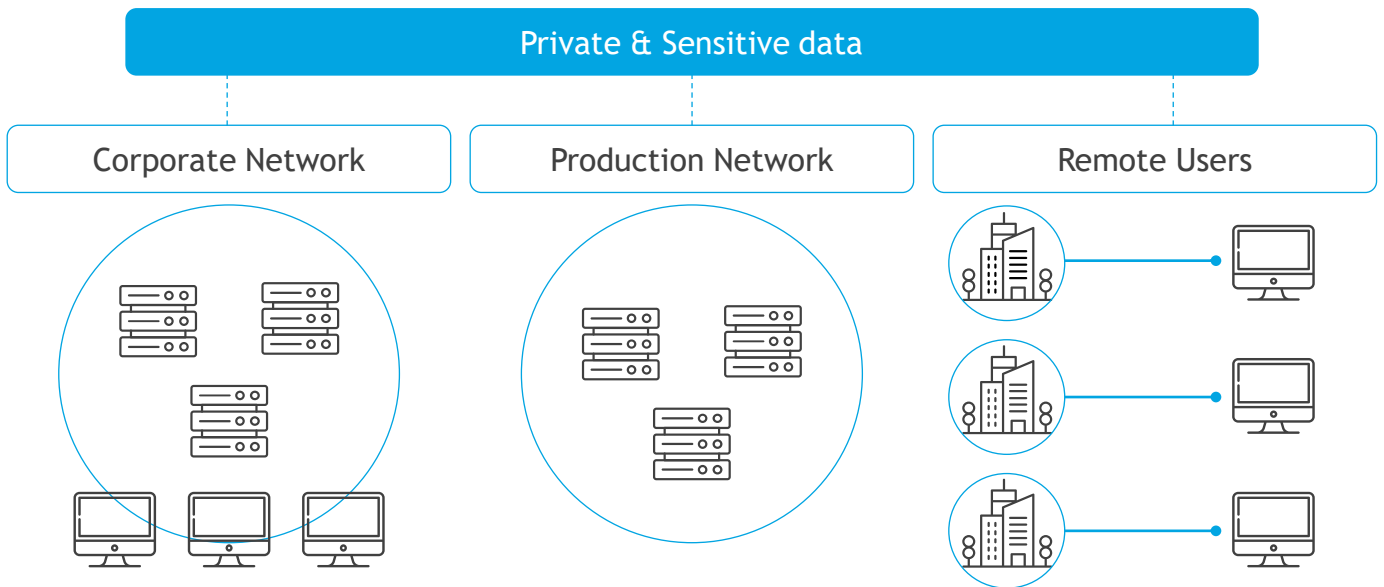 Private & Sensitive data
Corporate Network
Production Network
Remote Users